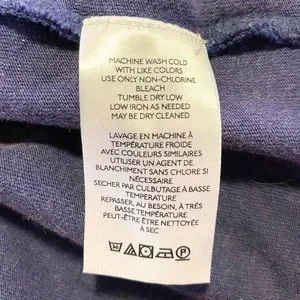 MACHINE WASH COLD
WITH LIKE COLORS
USE ONLY NON-CHLORINE
BLEACH
TUMBLE DRY LOW
LOW IRON AS NEEDED
MAY BE DRY CLEANED
LAVAGE EN MACHINE À
TEMPÉRATURE FROIDE
AVEC COULEURS SIMILAIRES
UTILISER UN AGENT DE
BLANCHIMENT SANS CHLORE SI
NÉCESSAIRE
SECHER PAR CULBUTAGE À BASSE
TEMPERATURE
REPASSER, AU BESOIN, À TRÈS
BASSE TEMPÉRATURE
PEUT-ÊTRE ÊTRE NETTOYÉE
À SEC
P